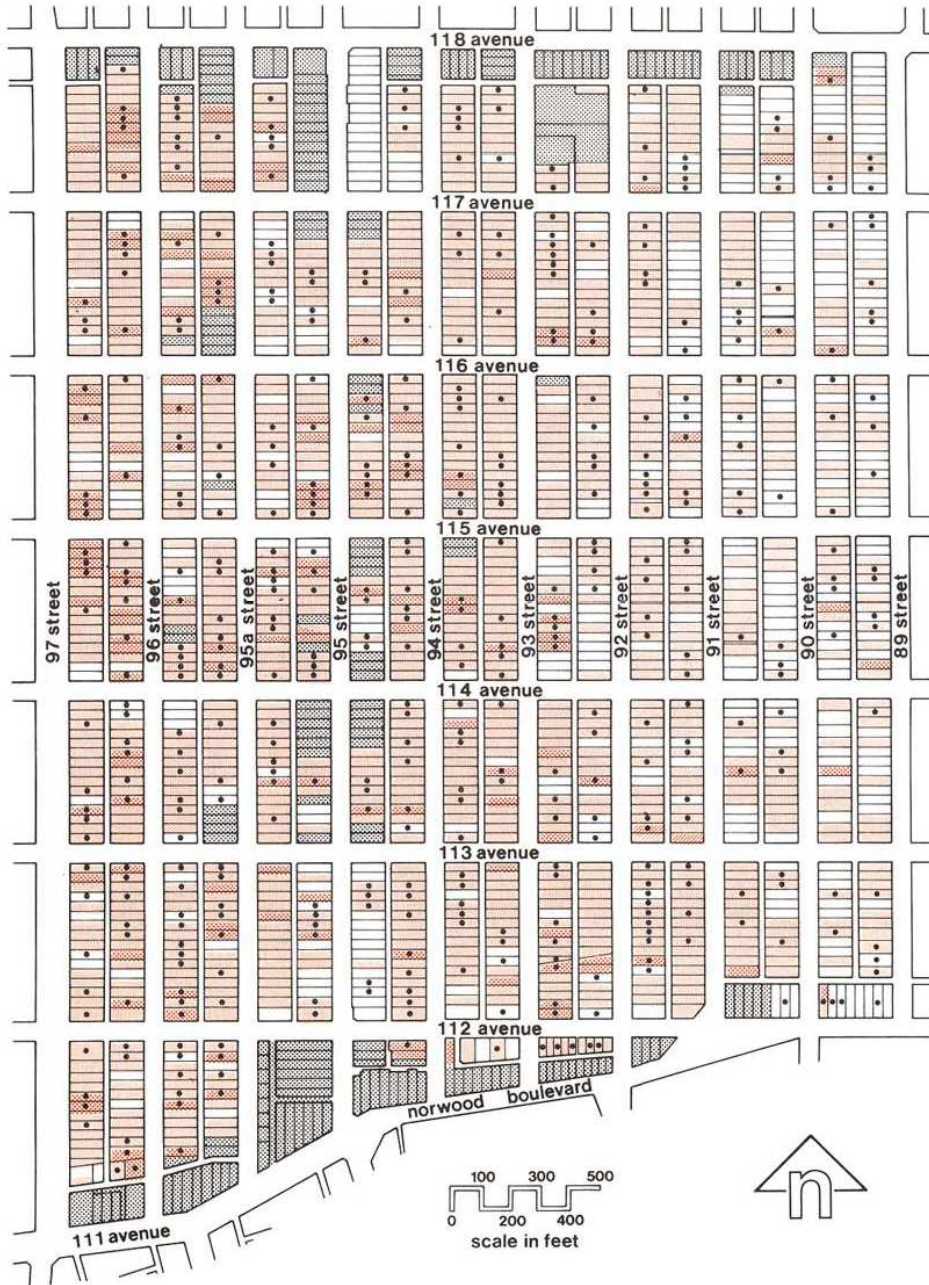 118 avenue
117 avenue
116 avenue
115 avenue
97 street
96 street
95a street
95 street
94 street
93 street
92 street
91 street
90 street
89 street
114 avenue
113 avenue
112 avenue
norwood boulevard
111 avenue
100 300 500
0 200 400
scale in feet
n